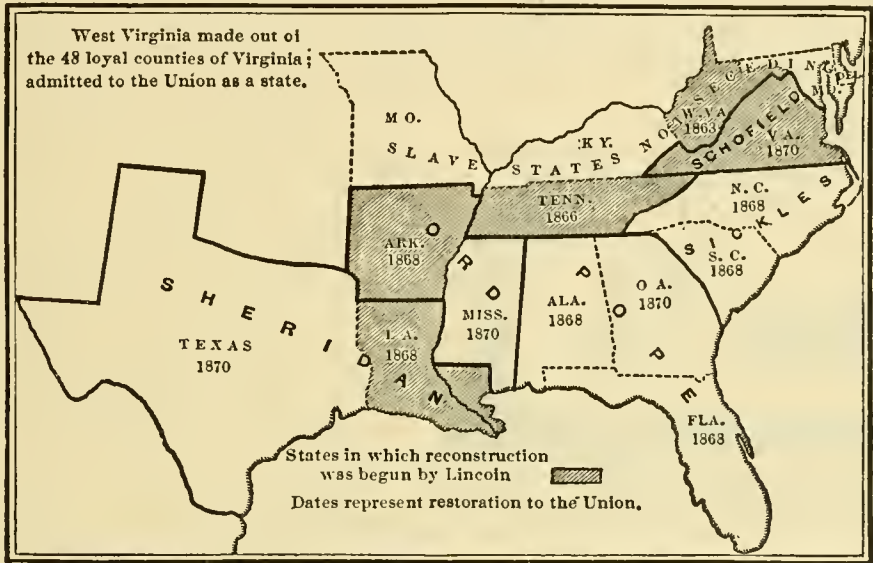 West Virginia made out of
the 48 loyal counties of Virginia;
admitted to the Union as a state.
MO.
SLAVE STATES NON-SECEDING
KY.
W. VA.
1863
MD.
DE.
SCHOFIELD
VA.
1870
TENN.
1866
N. C.
1868
SICKLES
S. C.
1868
ARK.
1868
ORD
MISS.
1870
ALA.
1868
POPE
GA.
1870
SHERIDAN
TEXAS
1870
LA.
1868
FLA.
1868
States in which reconstruction
was begun by Lincoln
Dates represent restoration to the Union.